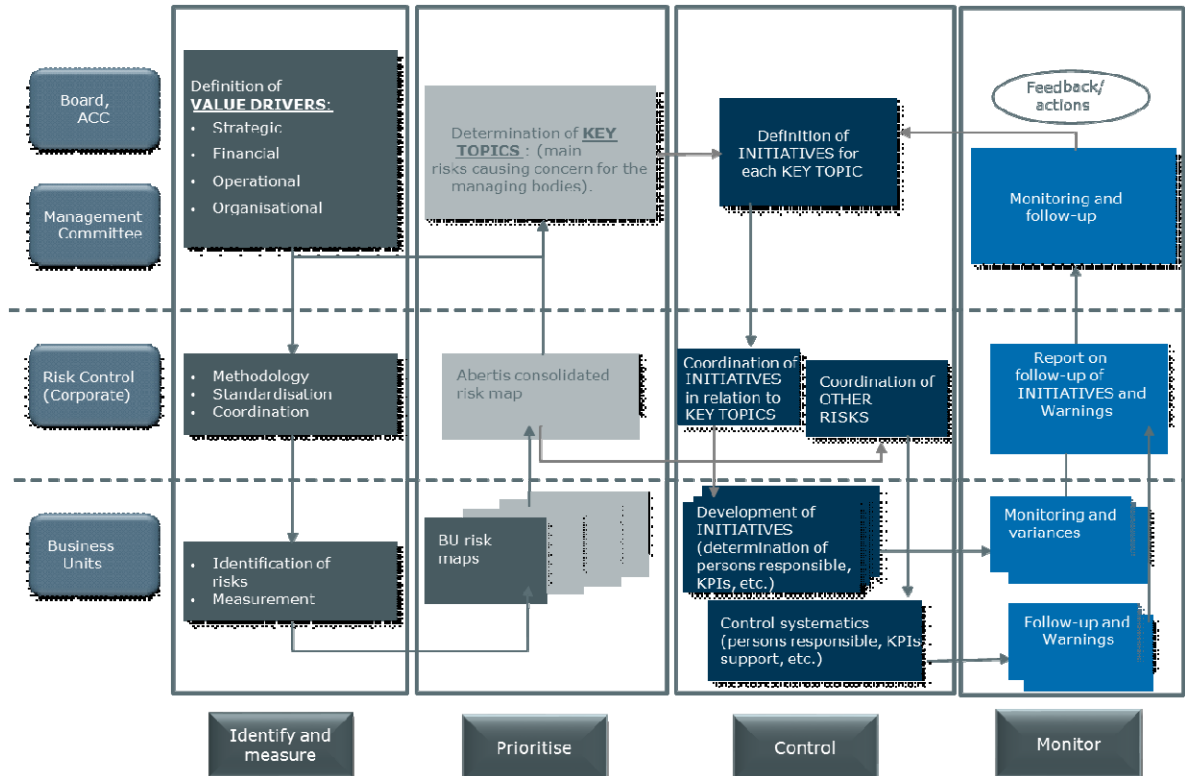 Board,
ACC
Management
Committee
Risk Control
(Corporate)
Business
Units
Definition of
VALUE DRIVERS:
• Strategic
• Financial
• Operational
• Organisational
• Methodology
• Standardisation
• Coordination
• Identification of
risks
• Measurement
Identify and
measure
Determination of KEY
TOPICS : (main
risks causing concern for the
managing bodies).
Abertis consolidated
risk map
BU risk
maps
Prioritise
Definition of
INITIATIVES for
each KEY TOPIC
Coordination of
INITIATIVES
in relation to
KEY TOPICS
Coordination of
OTHER
RISKS
Development of
INITIATIVES
(determination of
persons responsible,
KPIs, etc.)
Control systematics
(persons responsible, KPIs
support, etc.)
Control
Feedback/
actions
Monitoring and
follow-up
Report on
follow-up of
INITIATIVES and
Warnings
Monitoring and
variances
Follow-up and
Warnings
Monitor